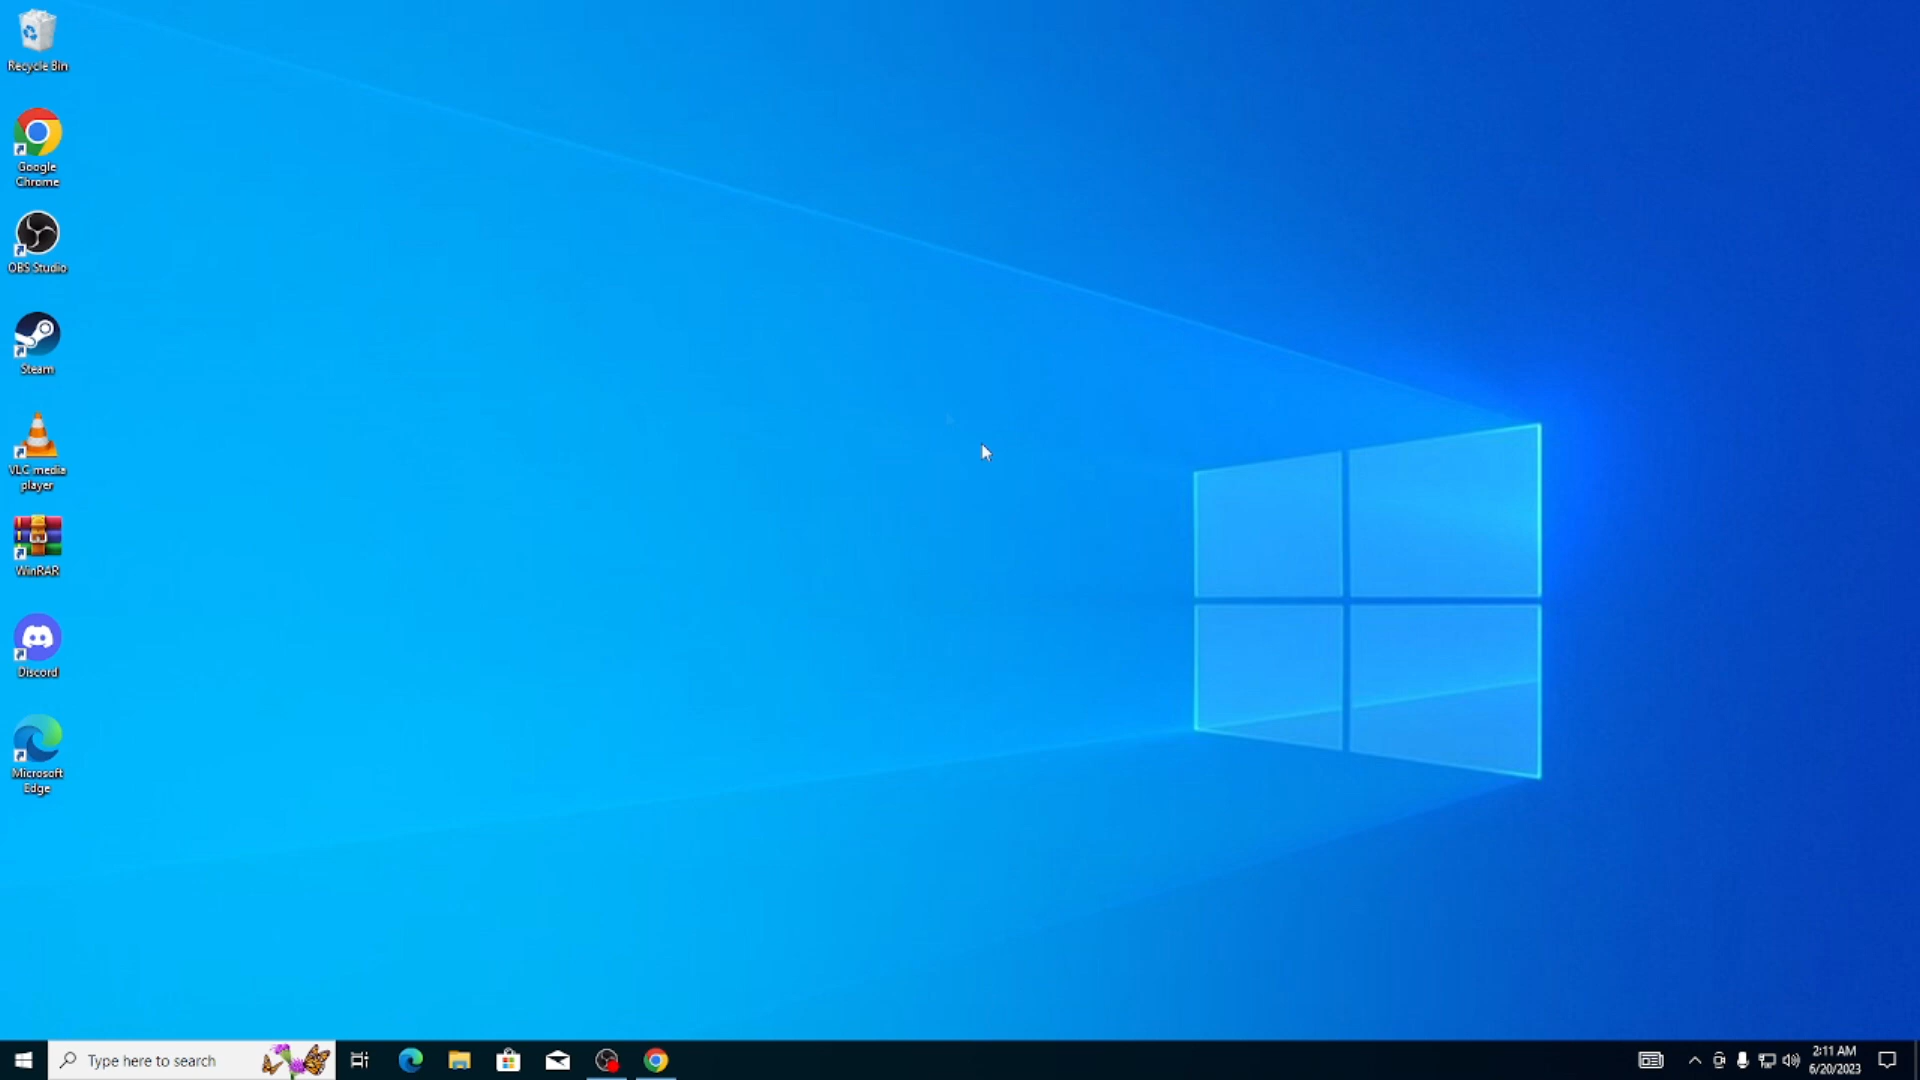 Recycle Bin
Google
Chrome
OBS Studio
Steam
VLC media
player
WinRAR
Discord
Microsoft
Edge
Type here to search
2:11 AM
6/20/2023